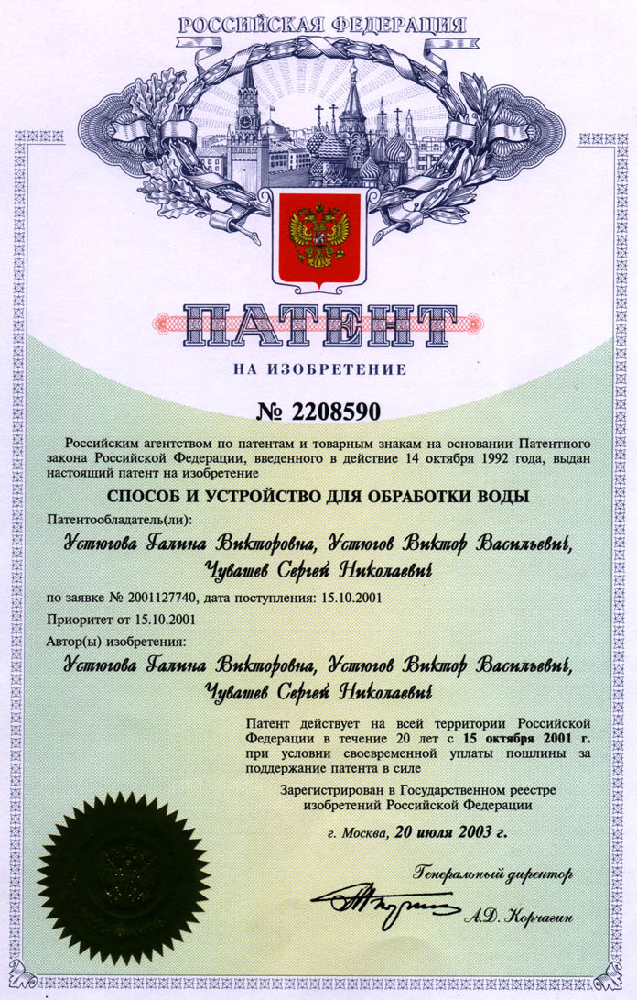 РОССИЙСКАЯ ФЕДЕРАЦИЯ
ПАТЕНТ
НА ИЗОБРЕТЕНИЕ
№ 2208590
Российским агентством по патентам и товарным знакам на основании Патентного
закона Российской Федерации, введенного в действие 14 октября 1992 года, выдан
настоящий патент на изобретение
СПОСОБ И УСТРОЙСТВО ДЛЯ ОБРАБОТКИ ВОДЫ
Патентообладатель(ли):
Устюгова Галина Викторовна, Устюгов Виктор Васильевич,
Чувашев Сергей Николаевич
по заявке № 2001127740, дата поступления: 15.10.2001
Приоритет от 15.10.2001
Автор(ы) изобретения:
Устюгова Галина Викторовна, Устюгов Виктор Васильевич,
Чувашев Сергей Николаевич
Патент действует на всей территории Российской
Федерации в течение 20 лет с 15 октября 2001 г.
при условии своевременной уплаты пошлины за
поддержание патента в силе
Зарегистрирован в Государственном реестре
изобретений Российской Федерации
г. Москва, 20 июля 2003 г.
Генеральный директор
А.Д. Корчагин